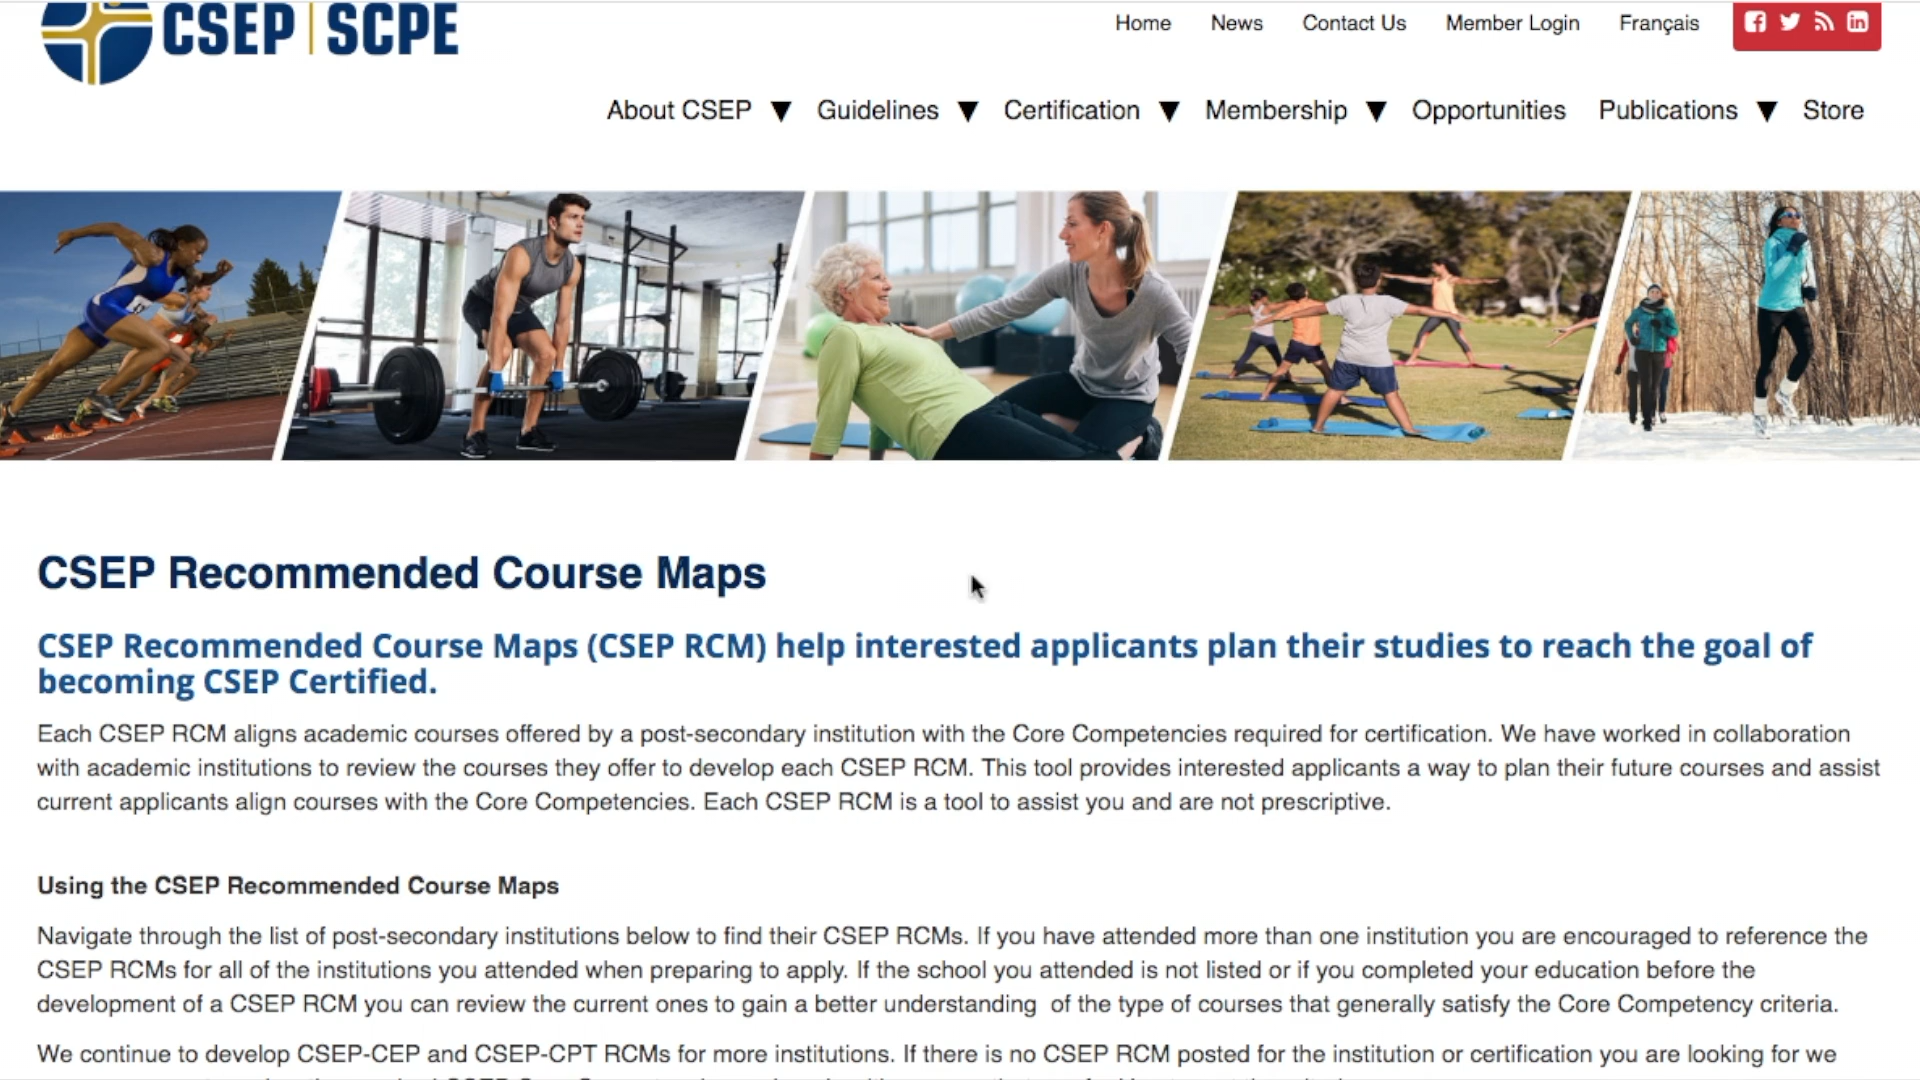 CSEP | SCPE
Home News Contact Us Member Login Français
About CSEP ▼ Guidelines ▼ Certification ▼ Membership ▼ Opportunities Publications ▼ Store
CSEP Recommended Course Maps
CSEP Recommended Course Maps (CSEP RCM) help interested applicants plan their studies to reach the goal of
becoming CSEP Certified.
Each CSEP RCM aligns academic courses offered by a post-secondary institution with the Core Competencies required for certification. We have worked in collaboration
with academic institutions to review the courses they offer to develop each CSEP RCM. This tool provides interested applicants a way to plan their future courses and assist
current applicants align courses with the Core Competencies. Each CSEP RCM is a tool to assist you and are not prescriptive.
Using the CSEP Recommended Course Maps
Navigate through the list of post-secondary institutions below to find their CSEP RCMs. If you have attended more than one institution you are encouraged to reference the
CSEP RCMs for all of the institutions you attended when preparing to apply. If the school you attended is not listed or if you completed your education before the
development of a CSEP RCM you can review the current ones to gain a better understanding of the type of courses that generally satisfy the Core Competency criteria.
We continue to develop CSEP-CEP and CSEP-CPT RCMs for more institutions. If there is no CSEP RCM posted for the institution or certification you are looking for we